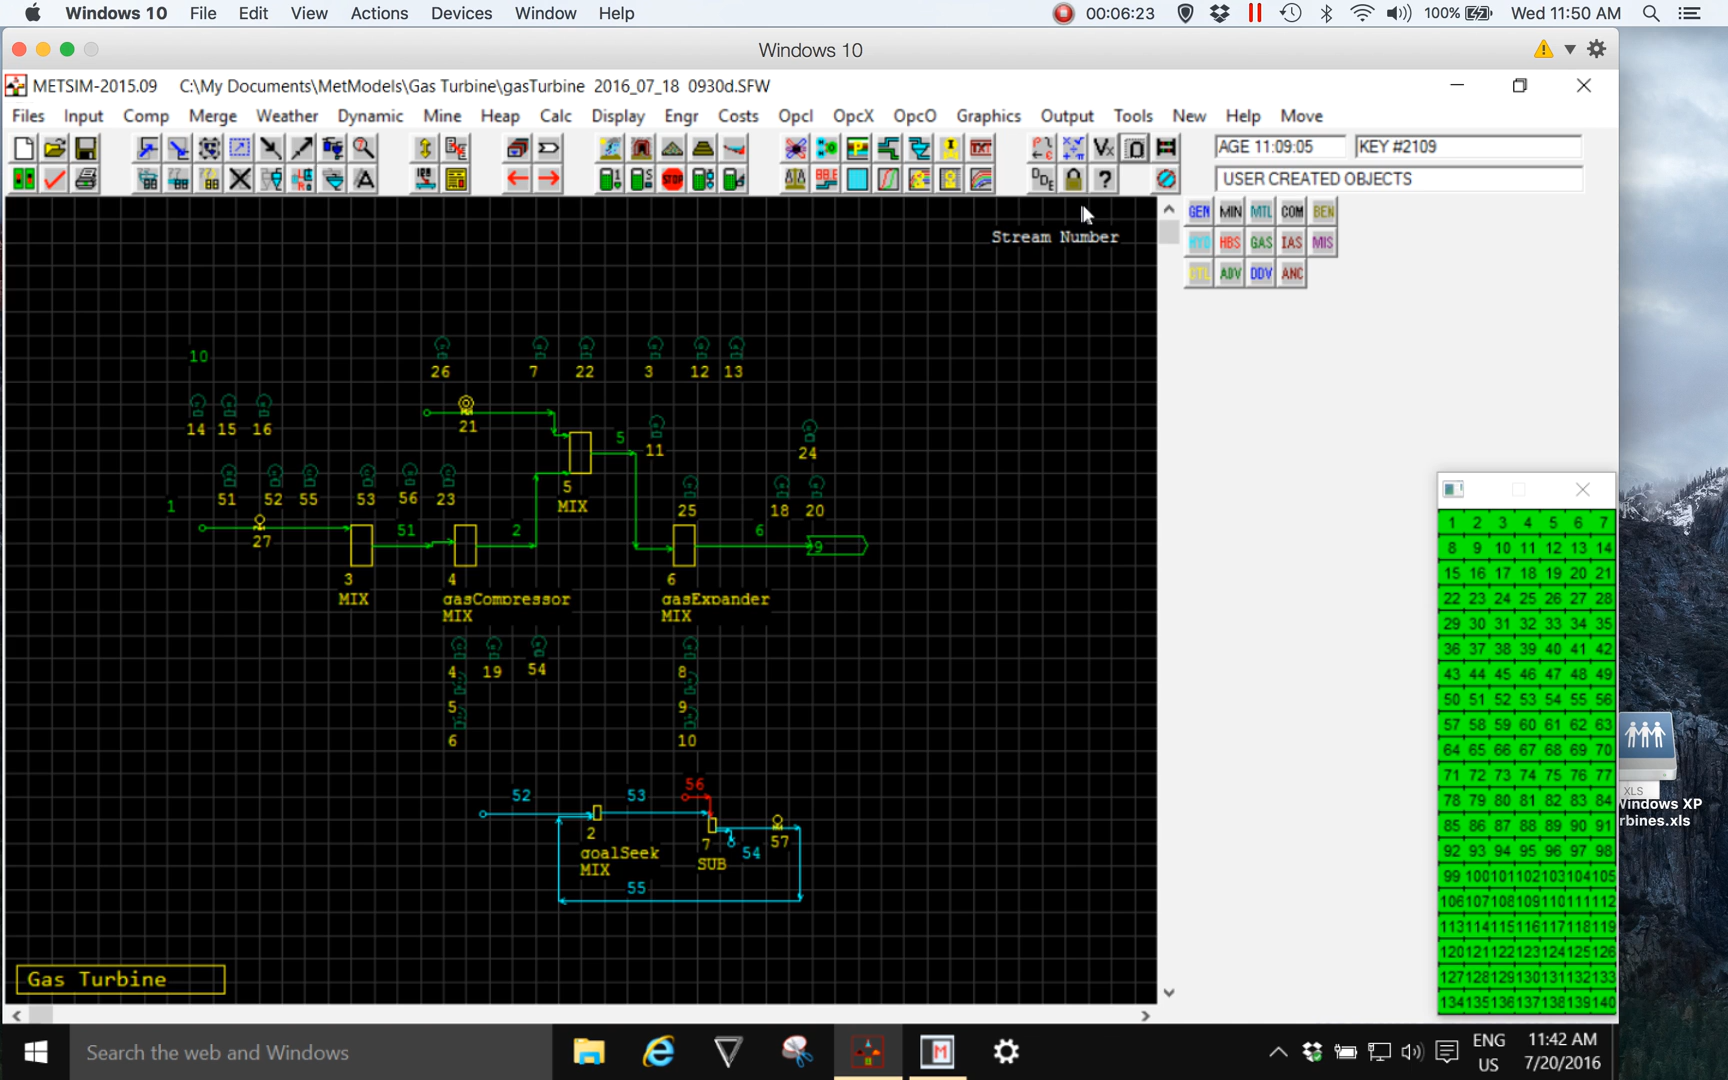 Windows 10 File Edit View Actions Devices Window Help 00:06:23 100% Wed 11:50 AM
Windows 10
METSIM-2015.09 C:\My Documents\MetModels\Gas Turbine\gasTurbine 2016_07_18 0930d.SFW
Files Input Comp Merge Weather Dynamic Mine Heap Calc Display Engr Costs OpcI OpcX OpcO Graphics Output Tools New Help Move
AGE 11:09:05 KEY #2109
USER CREATED OBJECTS
GEN MIN MTL COM BEN
HYD HBS GAS IAS MIS
ADV DDV ANC
Stream Number
10
26 7 22 3 12 13
14 15 16
21
5
11
24
51 52 55 53 56 23
5
MIX
25
18 20
1
27
51
2
6
9
3
MIX
4
gasCompressor
MIX
6
gasExpander
MIX
4 19 54
5
6
8
9
10
52 53 56
2
goalSeek
MIX
7
SUB
54
57
55
Gas Turbine
1 2 3 4 5 6 7
8 9 10 11 12 13 14
15 16 17 18 19 20 21
22 23 24 25 26 27 28
29 30 31 32 33 34 35
36 37 38 39 40 41 42
43 44 45 46 47 48 49
50 51 52 53 54 55 56
57 58 59 60 61 62 63
64 65 66 67 68 69 70
71 72 73 74 75 76 77
78 79 80 81 82 83 84
85 86 87 88 89 90 91
92 93 94 95 96 97 98
99 100 101 102 103 104 105
106 107 108 109 110 111 112
113 114 115 116 117 118 119
120 121 122 123 124 125 126
127 128 129 130 131 132 133
134 135 136 137 138 139 140
XLS
Windows XP
rbines.xls
Search the web and Windows
ENG
US
11:42 AM
7/20/2016